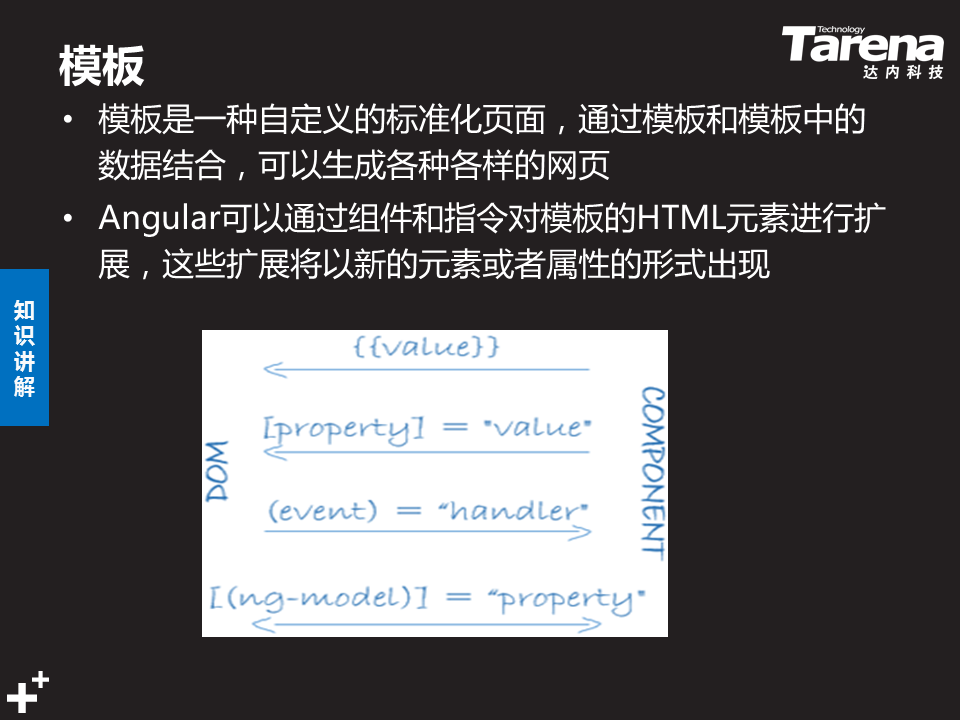 Technology
Tarena
达内科技
模板
• 模板是一种自定义的标准化页面，通过模板和模板中的
数据结合，可以生成各种各样的网页
• Angular可以通过组件和指令对模板的HTML元素进行扩
展，这些扩展将以新的元素或者属性的形式出现
知识讲解
{{value}}
[property] = "value"
DOM
COMPONENT
(event) = “handler"
[(ng-model)] = “property"